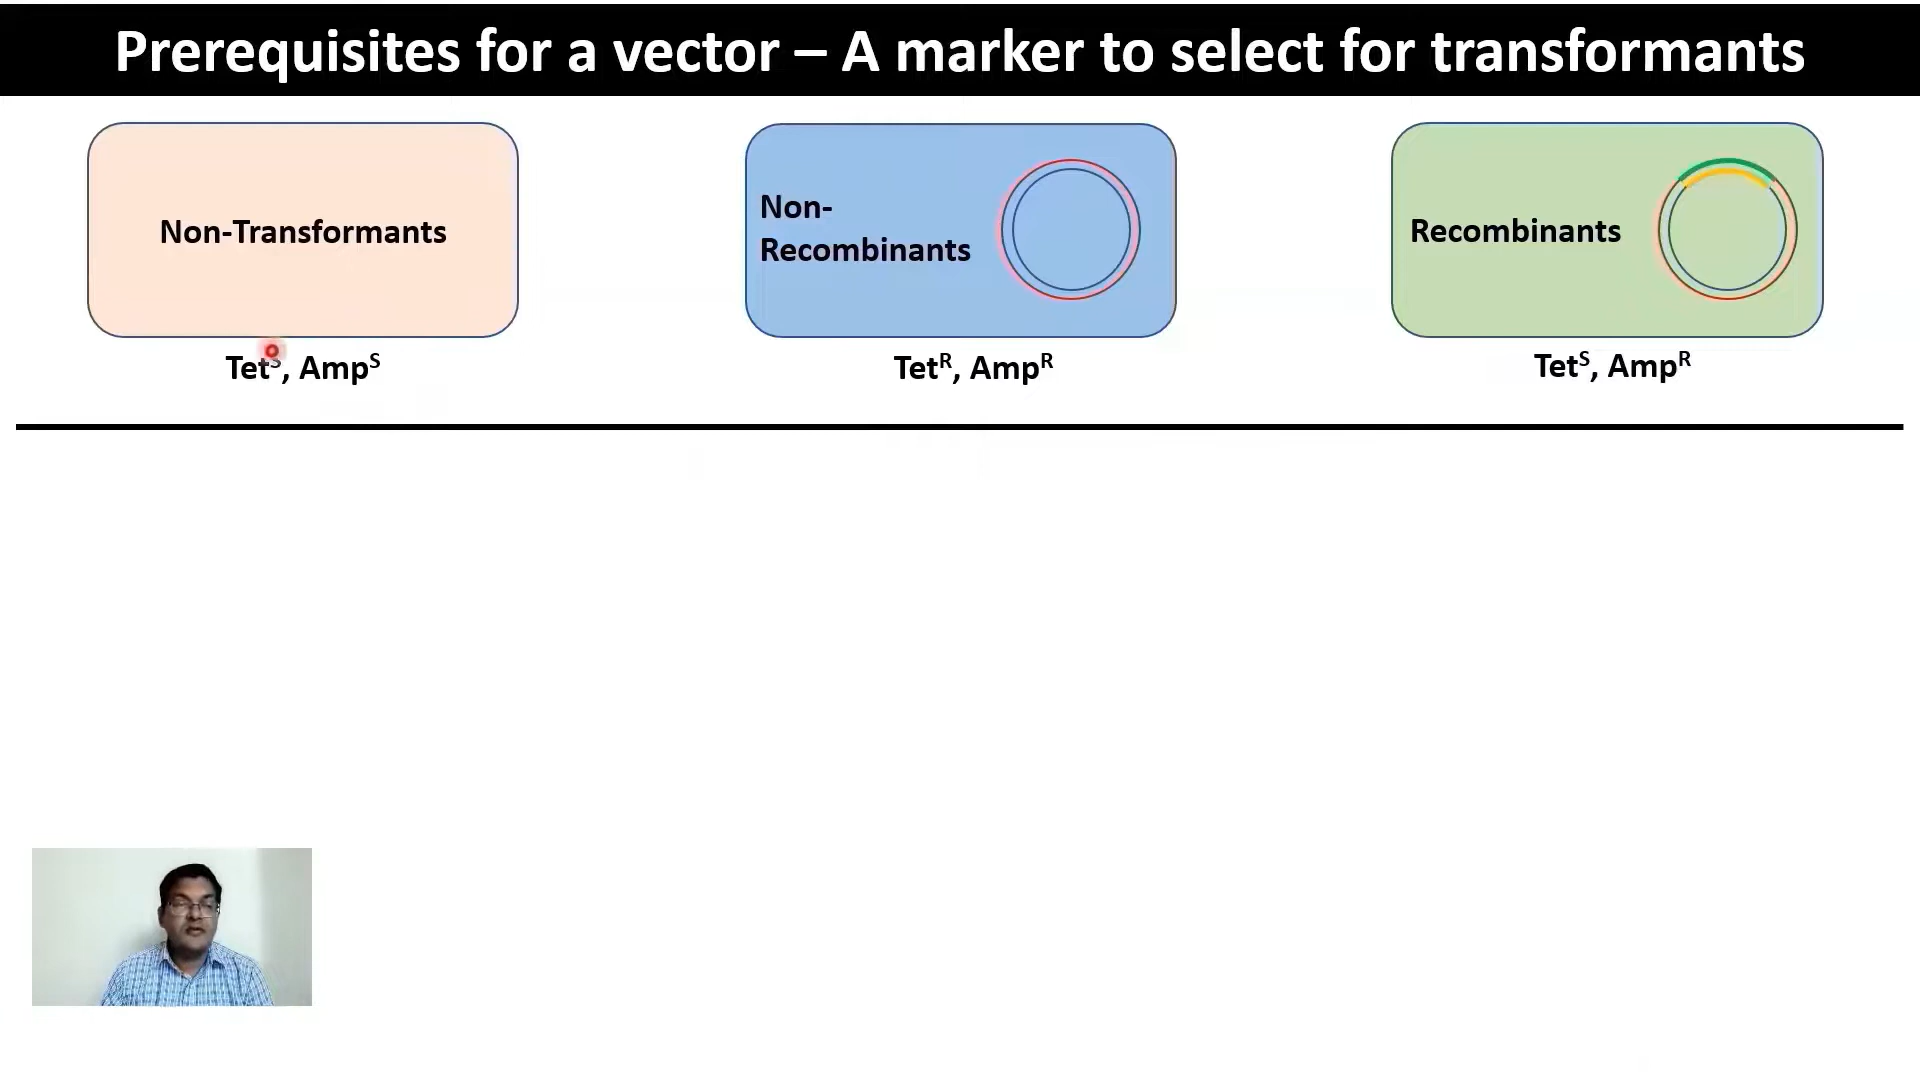 Prerequisites for a vector – A marker to select for transformants
Non-Transformants
Non-
Recombinants
Recombinants
Tetˢ, Ampˢ
Tetᴿ, Ampᴿ
Tetˢ, Ampᴿ